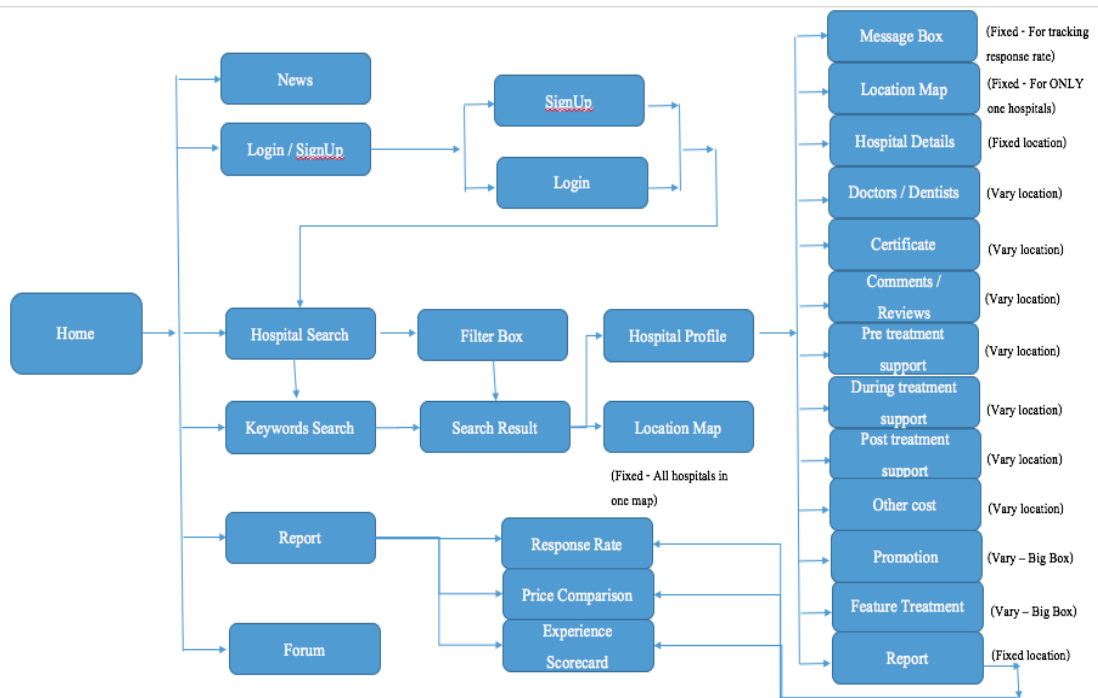 Home
News
Login / SignUp
Hospital Search
Keywords Search
Report
Forum
SignUp
Login
Filter Box
Search Result
Hospital Profile
Location Map
(Fixed - All hospitals in
one map)
Response Rate
Price Comparison
Experience
Scorecard
Message Box
(Fixed - For tracking
response rate)
Location Map
(Fixed - For ONLY
one hospitals)
Hospital Details
(Fixed location)
Doctors / Dentists
(Vary location)
Certificate
(Vary location)
Comments /
Reviews
(Vary location)
Pre treatment
support
(Vary location)
During treatment
support
(Vary location)
Post treatment
support
(Vary location)
Other cost
(Vary location)
Promotion
(Vary – Big Box)
Feature Treatment
(Vary – Big Box)
Report
(Fixed location)